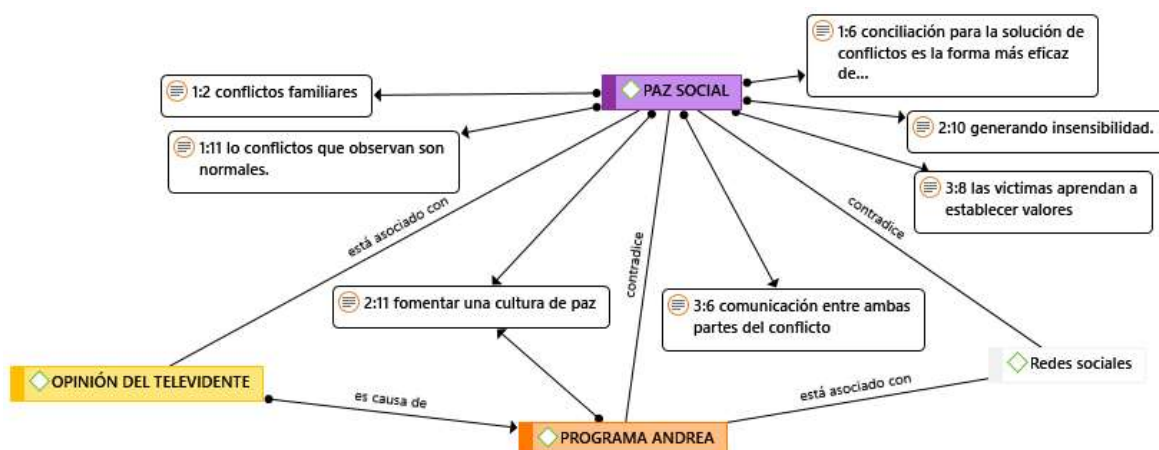 1:6 conciliación para la solución de
conflictos es la forma más eficaz
de...
1:2 conflictos familiares
PAZ SOCIAL
2:10 generando insensibilidad.
1:11 lo conflictos que observan son
normales.
3:8 las victimas aprendan a
establecer valores
está asociado con
contradice
contradice
2:11 fomentar una cultura de paz
3:6 comunicación entre ambas
partes del conflicto
OPINIÓN DEL TELEVIDENTE
Redes sociales
es causa de
está asociado con
PROGRAMA ANDREA